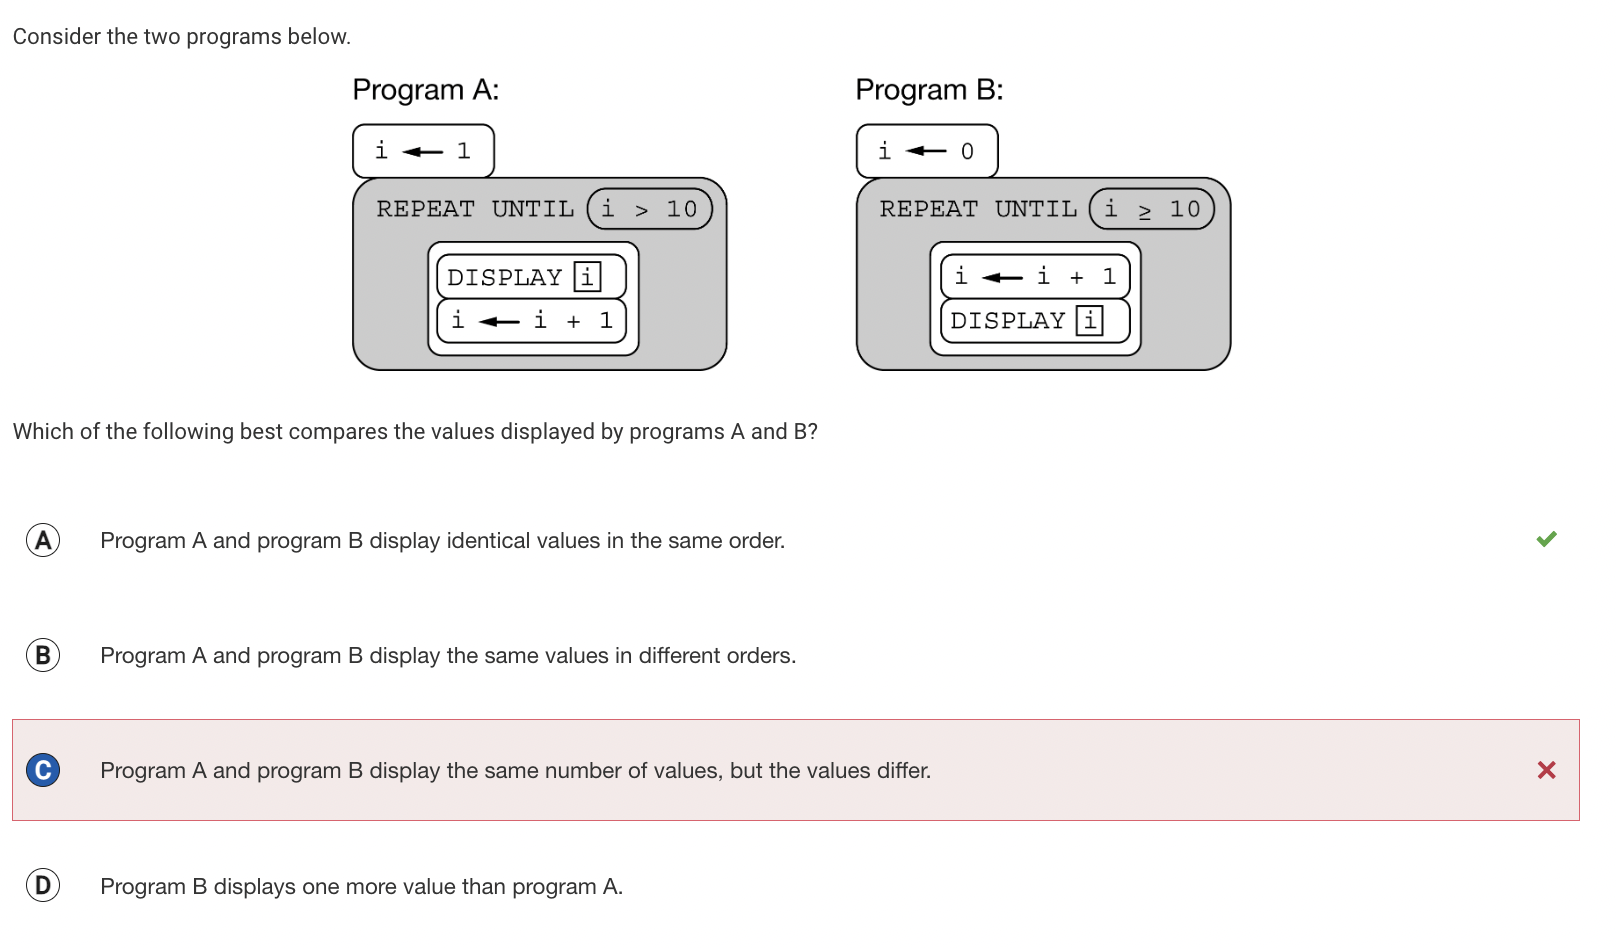 Consider the two programs below.
Program A:
Program B:
i ← 1
i ← 0
REPEAT UNTIL i > 10
REPEAT UNTIL i ≥ 10
DISPLAY i
i ← i + 1
i ← i + 1
DISPLAY i
Which of the following best compares the values displayed by programs A and B?
A Program A and program B display identical values in the same order.
B Program A and program B display the same values in different orders.
C Program A and program B display the same number of values, but the values differ.
D Program B displays one more value than program A.